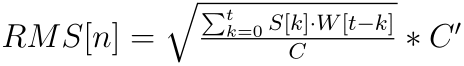 RMS[n] = \sqrt{\frac{\sum_{k=0}^{t} S[k] \cdot W[t-k]}{C}} * C'